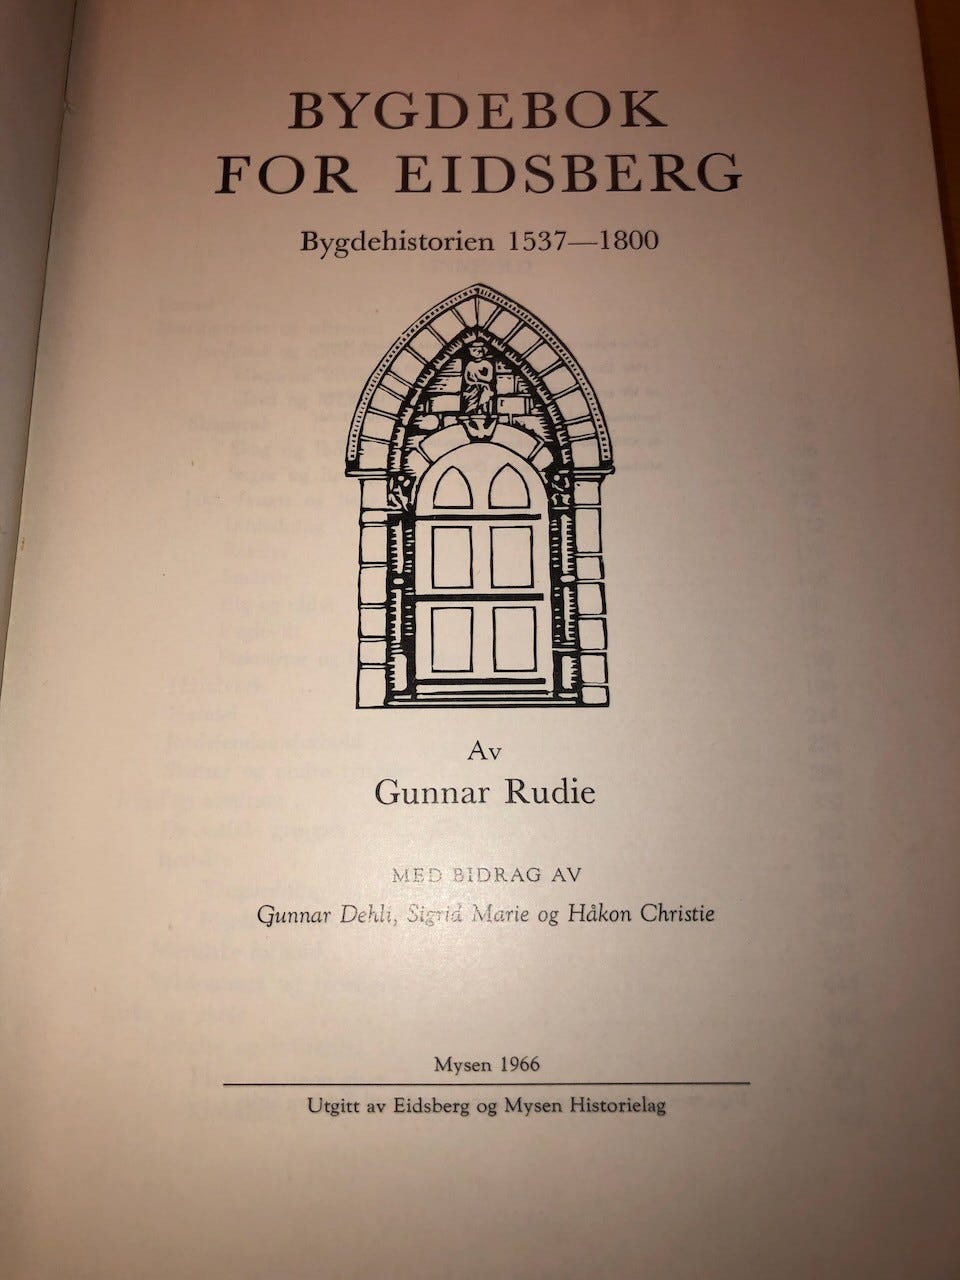 BYGDEBOK
FOR EIDSBERG
Bygdehistorien 1537—1800
Av
Gunnar Rudie
MED BIDRAG AV
Gunnar Dehli, Sigrid Marie og Håkon Christie
Mysen 1966
Utgitt av Eidsberg og Mysen Historielag